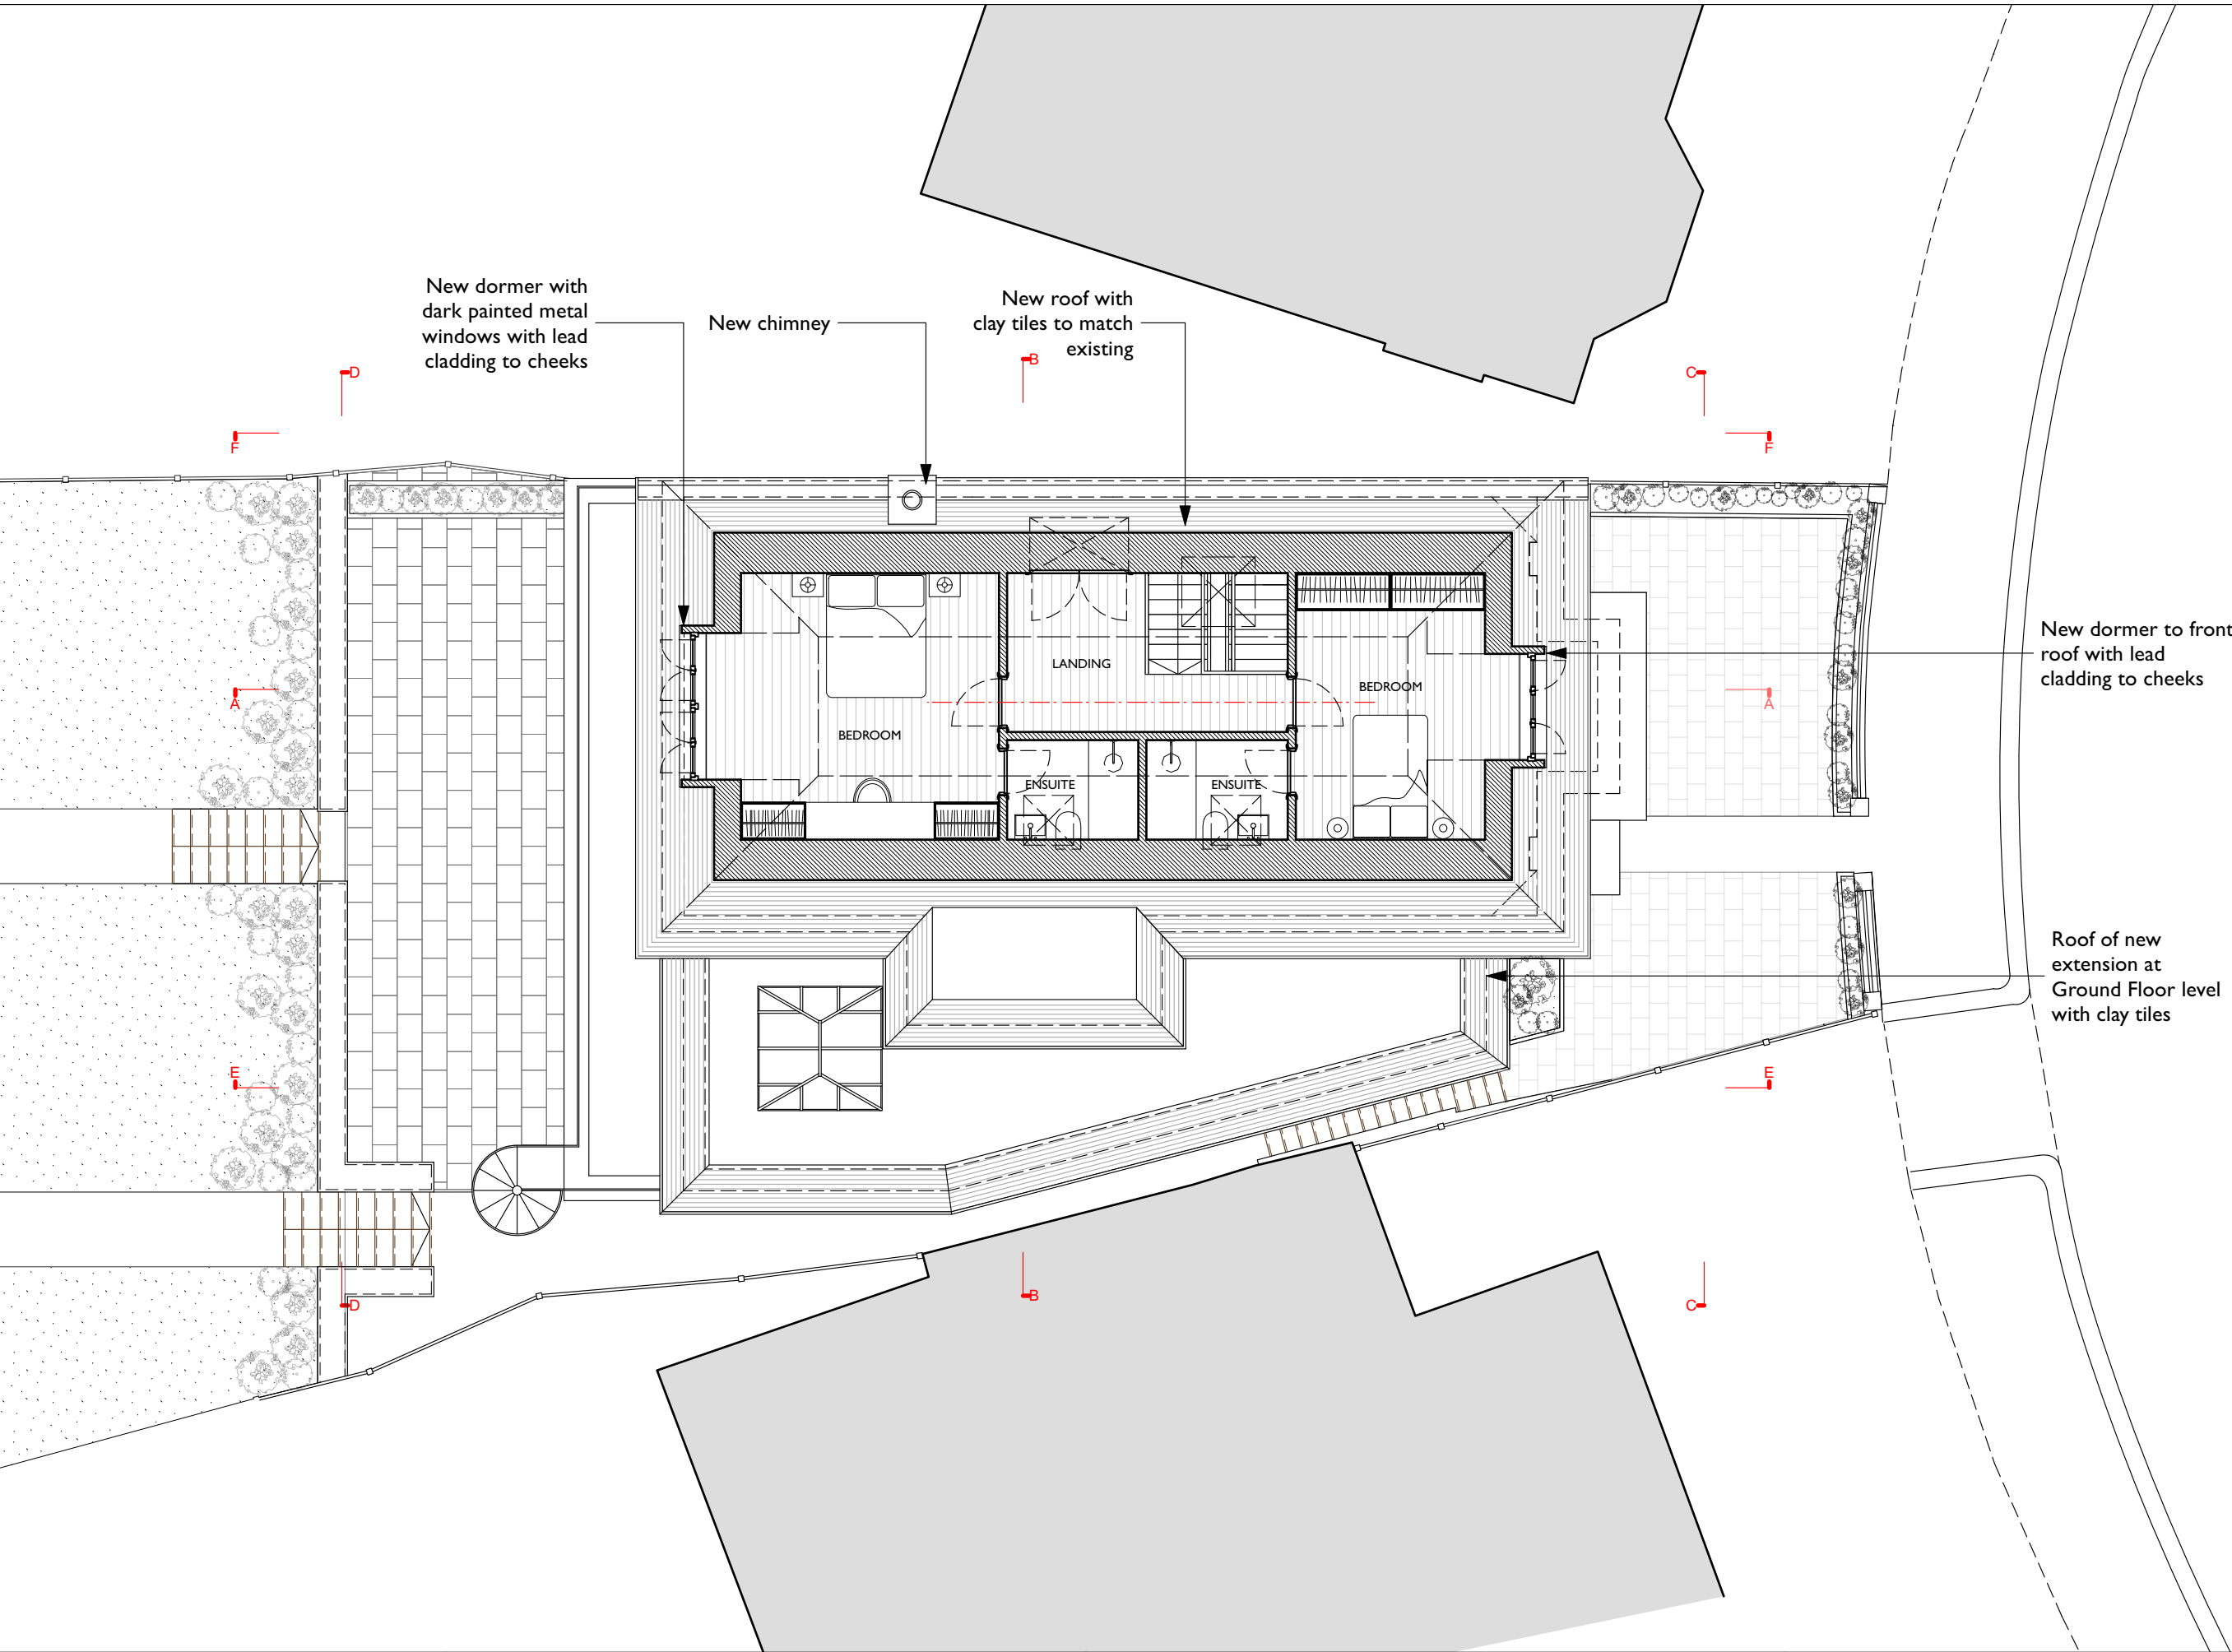 New dormer with
dark painted metal
windows with lead
cladding to cheeks
New chimney
New roof with
clay tiles to match
existing
D
B
C
F
F
LANDING
BEDROOM
BEDROOM
New dormer to front
roof with lead
cladding to cheeks
A
A
ENSUITE
ENSUITE
Roof of new
extension at
Ground Floor level
with clay tiles
E
E
D
B
C